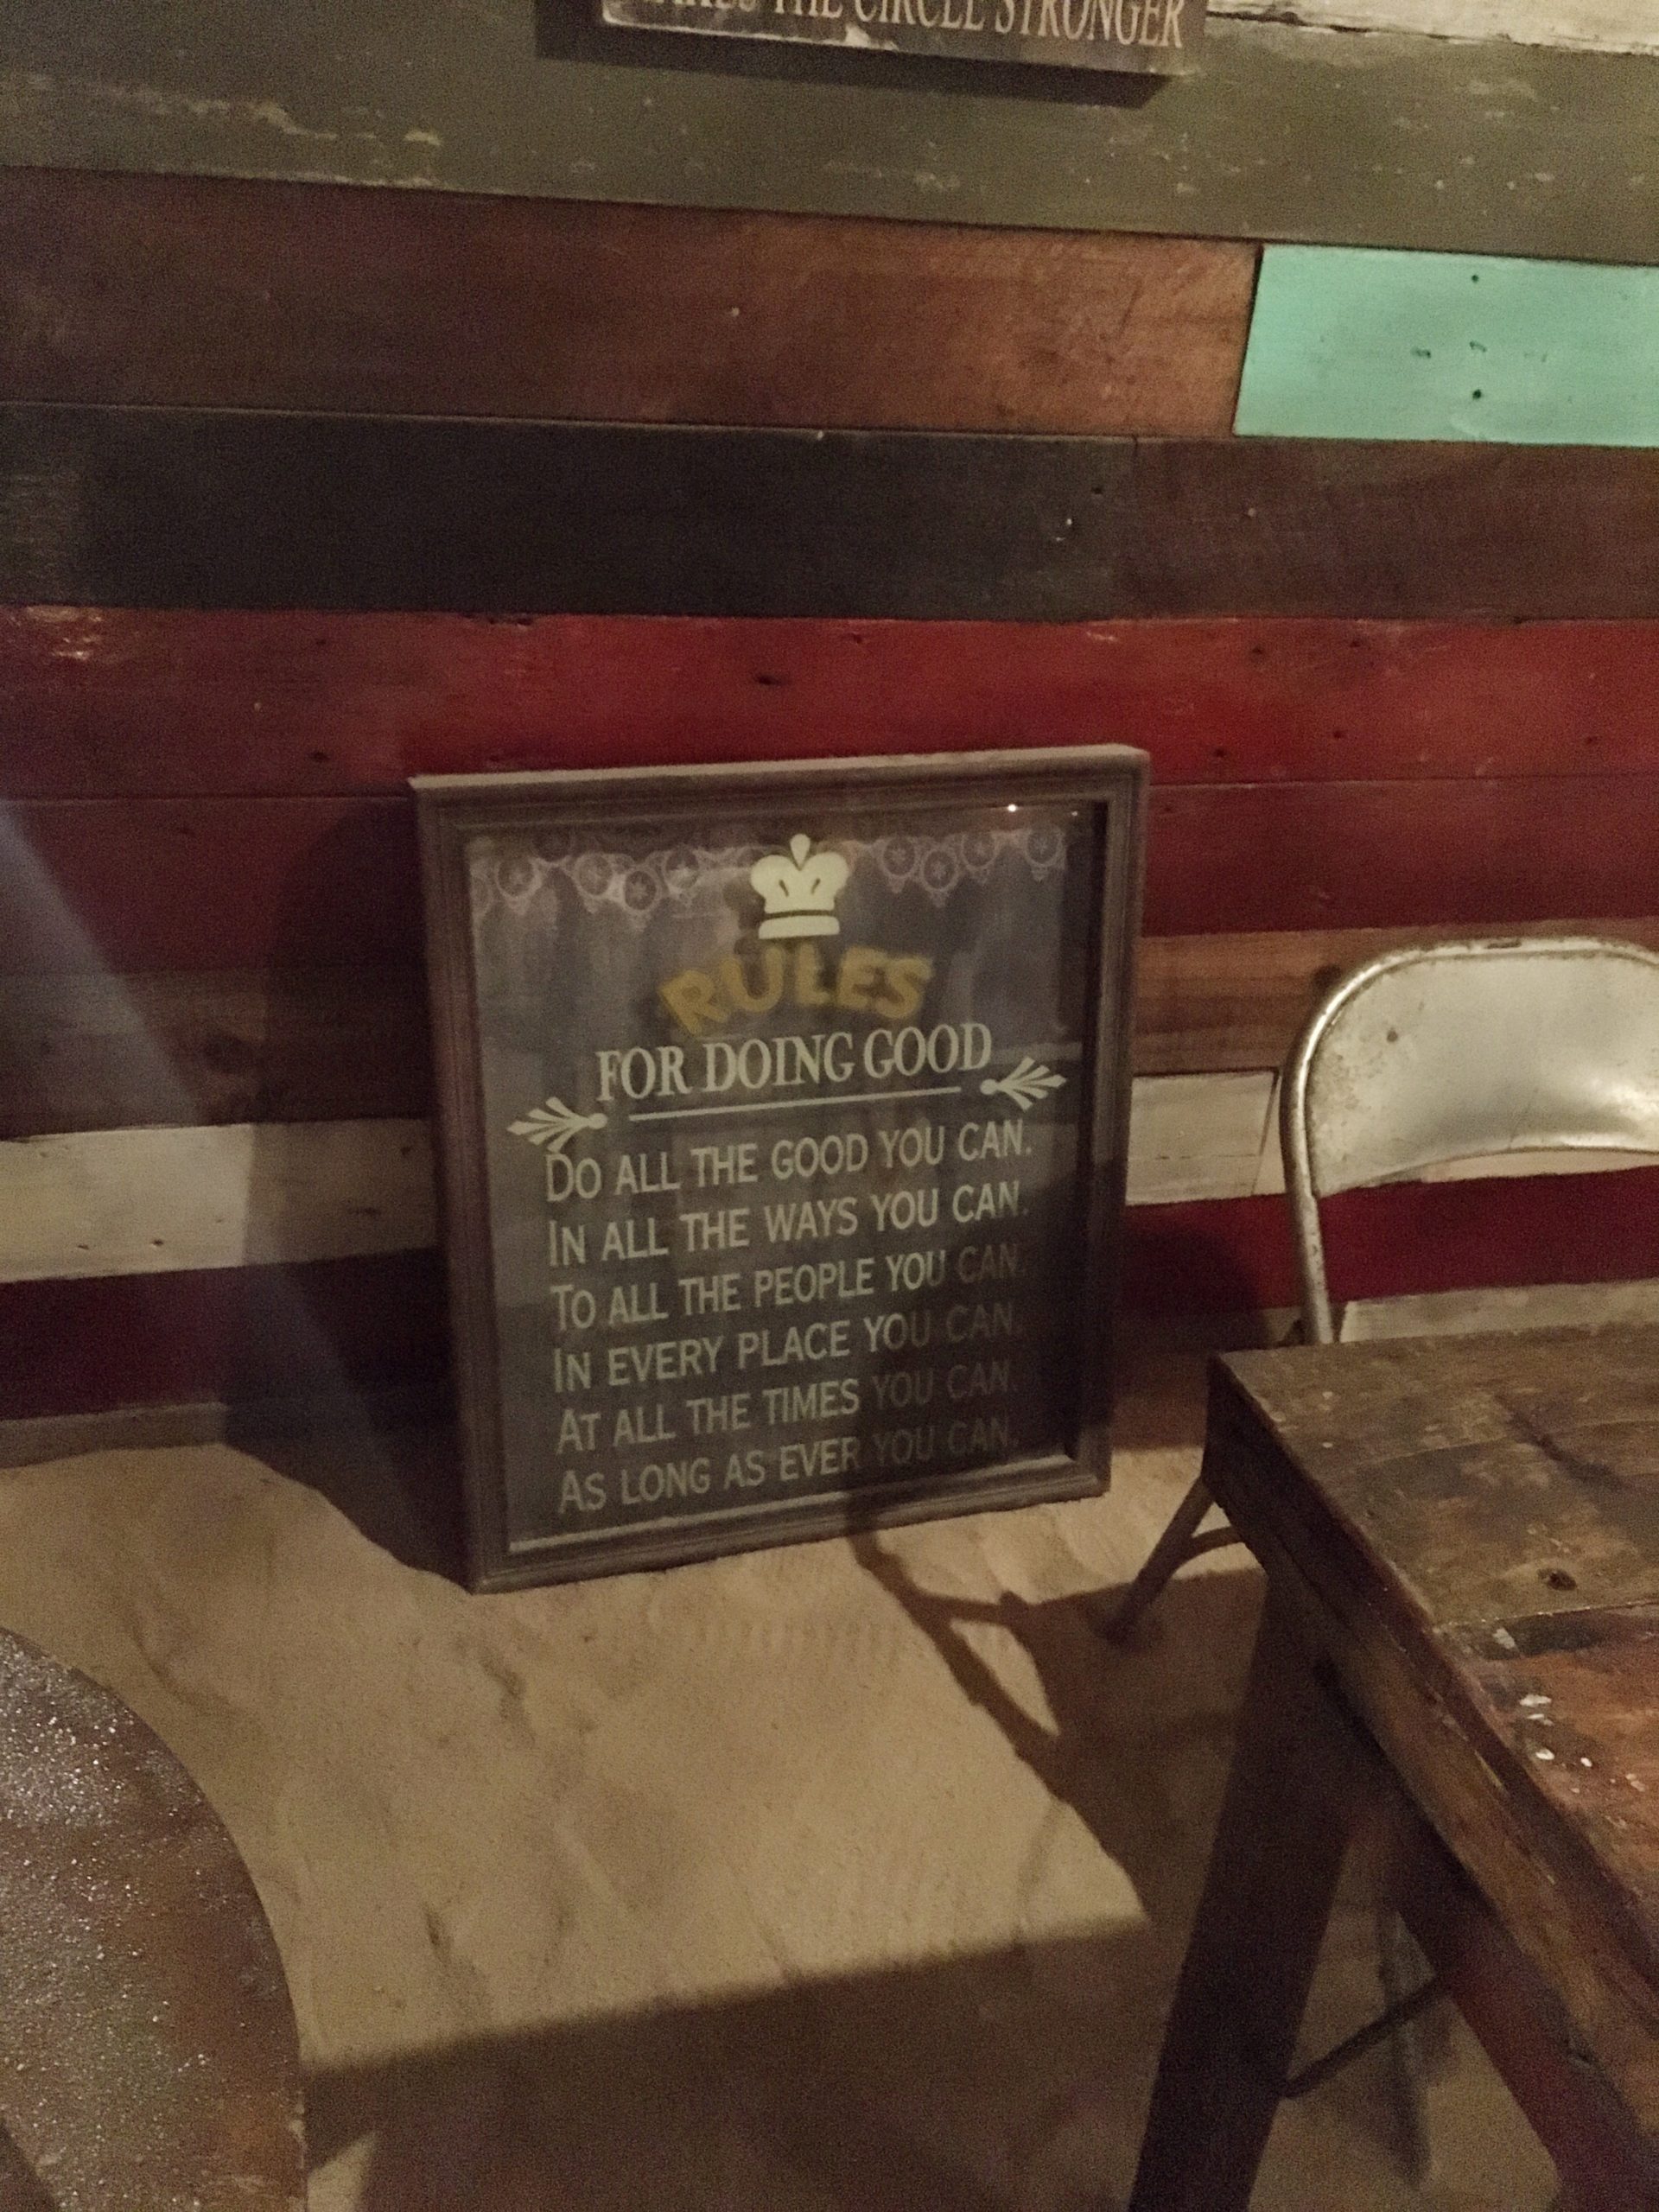 THE CIRCLE STRONGER
RULES
FOR DOING GOOD
DO ALL THE GOOD YOU CAN.
IN ALL THE WAYS YOU CAN.
TO ALL THE PEOPLE YOU CAN.
IN EVERY PLACE YOU CAN.
AT ALL THE TIMES YOU CAN.
AS LONG AS EVER YOU CAN.